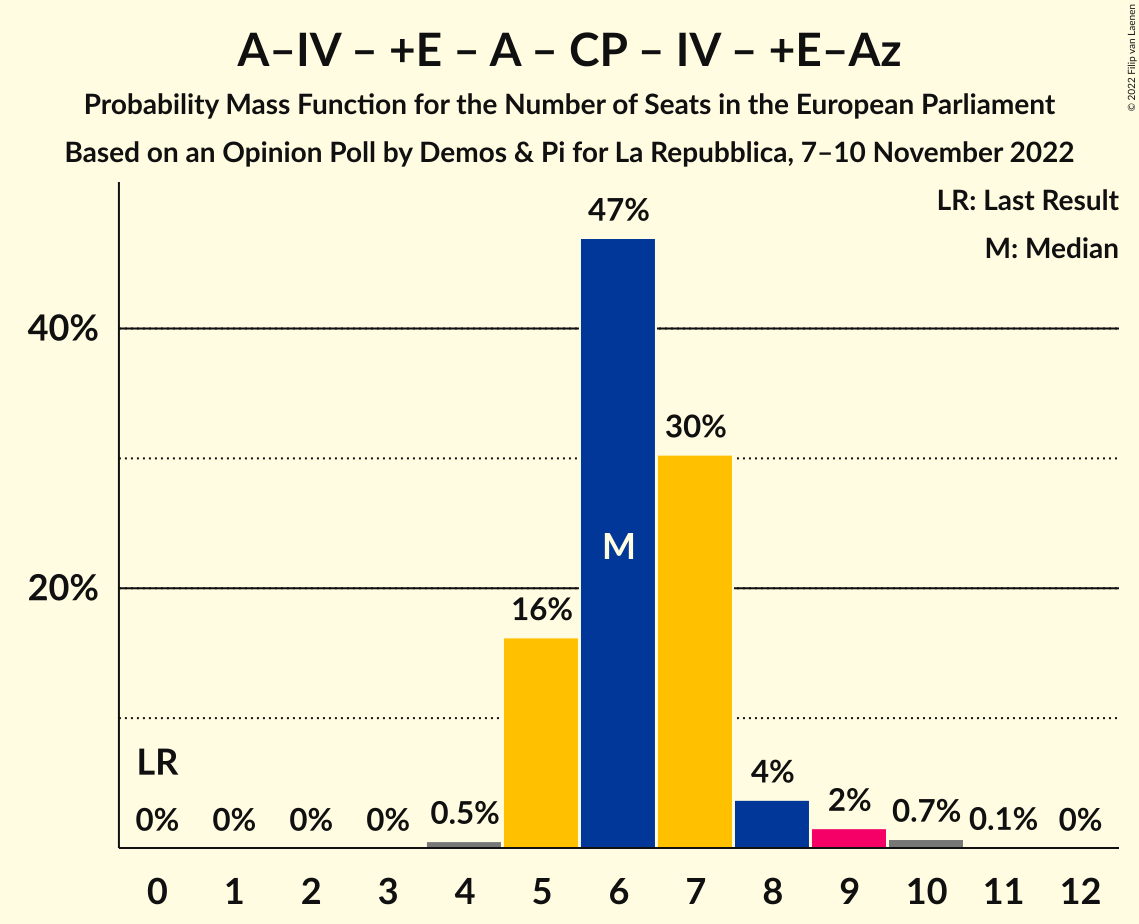 A–IV – +E – A – CP – IV – +E–Az
Probability Mass Function for the Number of Seats in the European Parliament
Based on an Opinion Poll by Demos & Pi for La Repubblica, 7–10 November 2022
© 2022 Filip van Laenen
LR: Last Result
M: Median
47%
40%
30%
M
20%
16%
LR
0% 0% 0% 0% 0.5% 4% 2% 0.7% 0.1% 0%
0 1 2 3 4 5 6 7 8 9 10 11 12